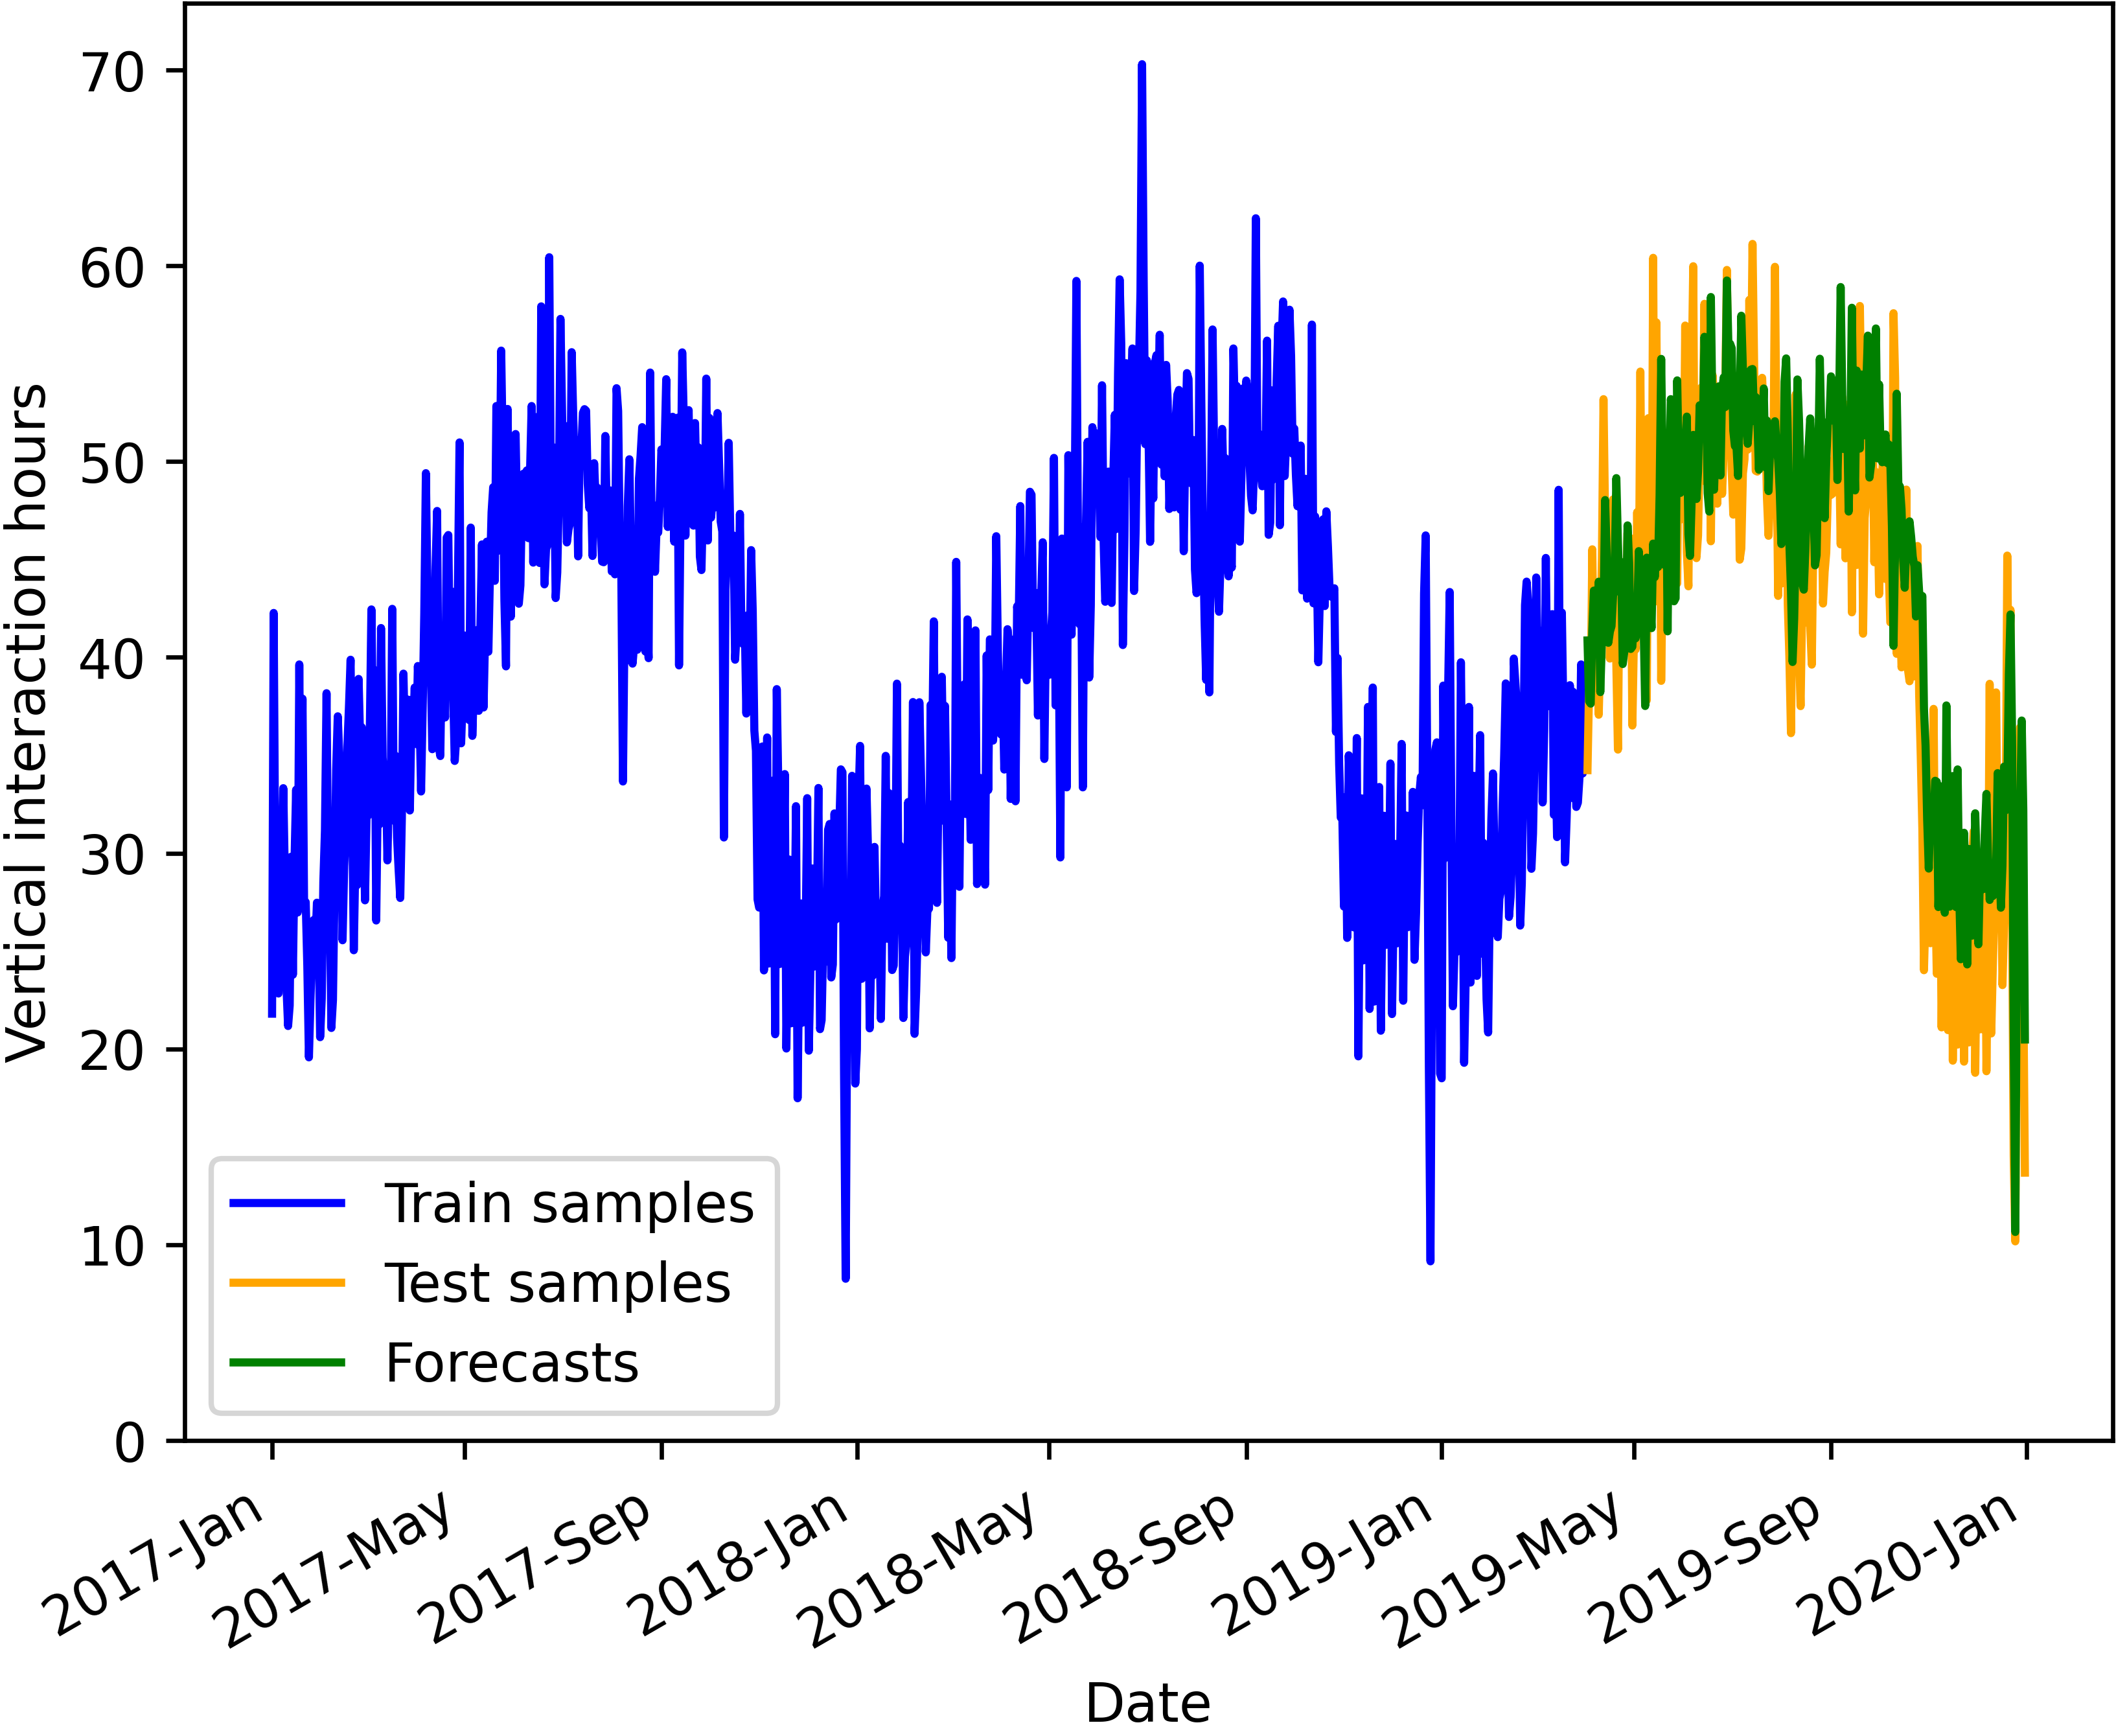 Vertical interaction hours
70
60
50
40
30
20
10
0
Train samples
Test samples
Forecasts
2017-Jan
2017-May
2017-Sep
2018-Jan
2018-May
2018-Sep
2019-Jan
2019-May
2019-Sep
2020-Jan
Date